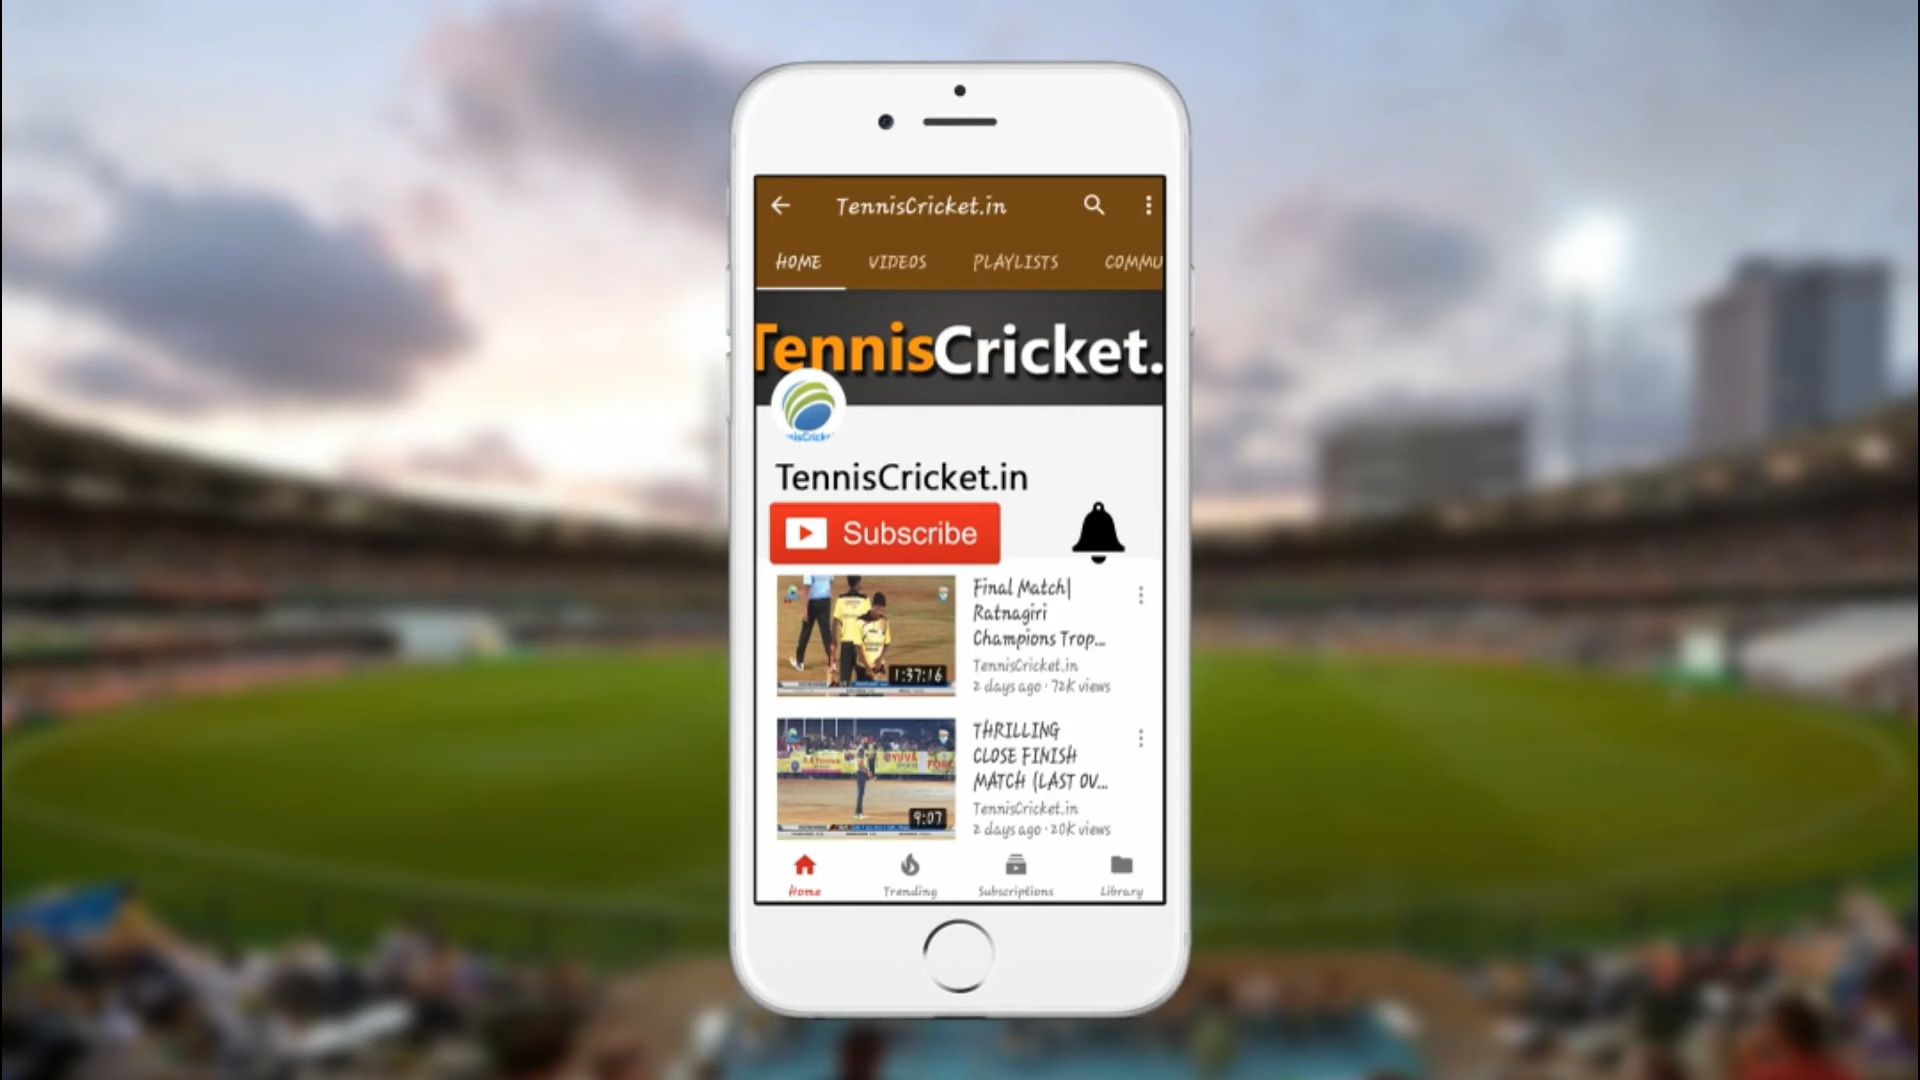 TennisCricket.in
HOME VIDEOS PLAYLISTS COMMU
TennisCricket.
TennisCricket.in
Subscribe
Final Match|
Ratnagiri
Champions Trop...
TennisCricket.in
2 days ago · 72K views
1:37:16
THRILLING
CLOSE FINISH
MATCH (LAST OV...
TennisCricket.in
2 days ago · 20K views
YUVA
9:07
Home Trending Subscriptions Library